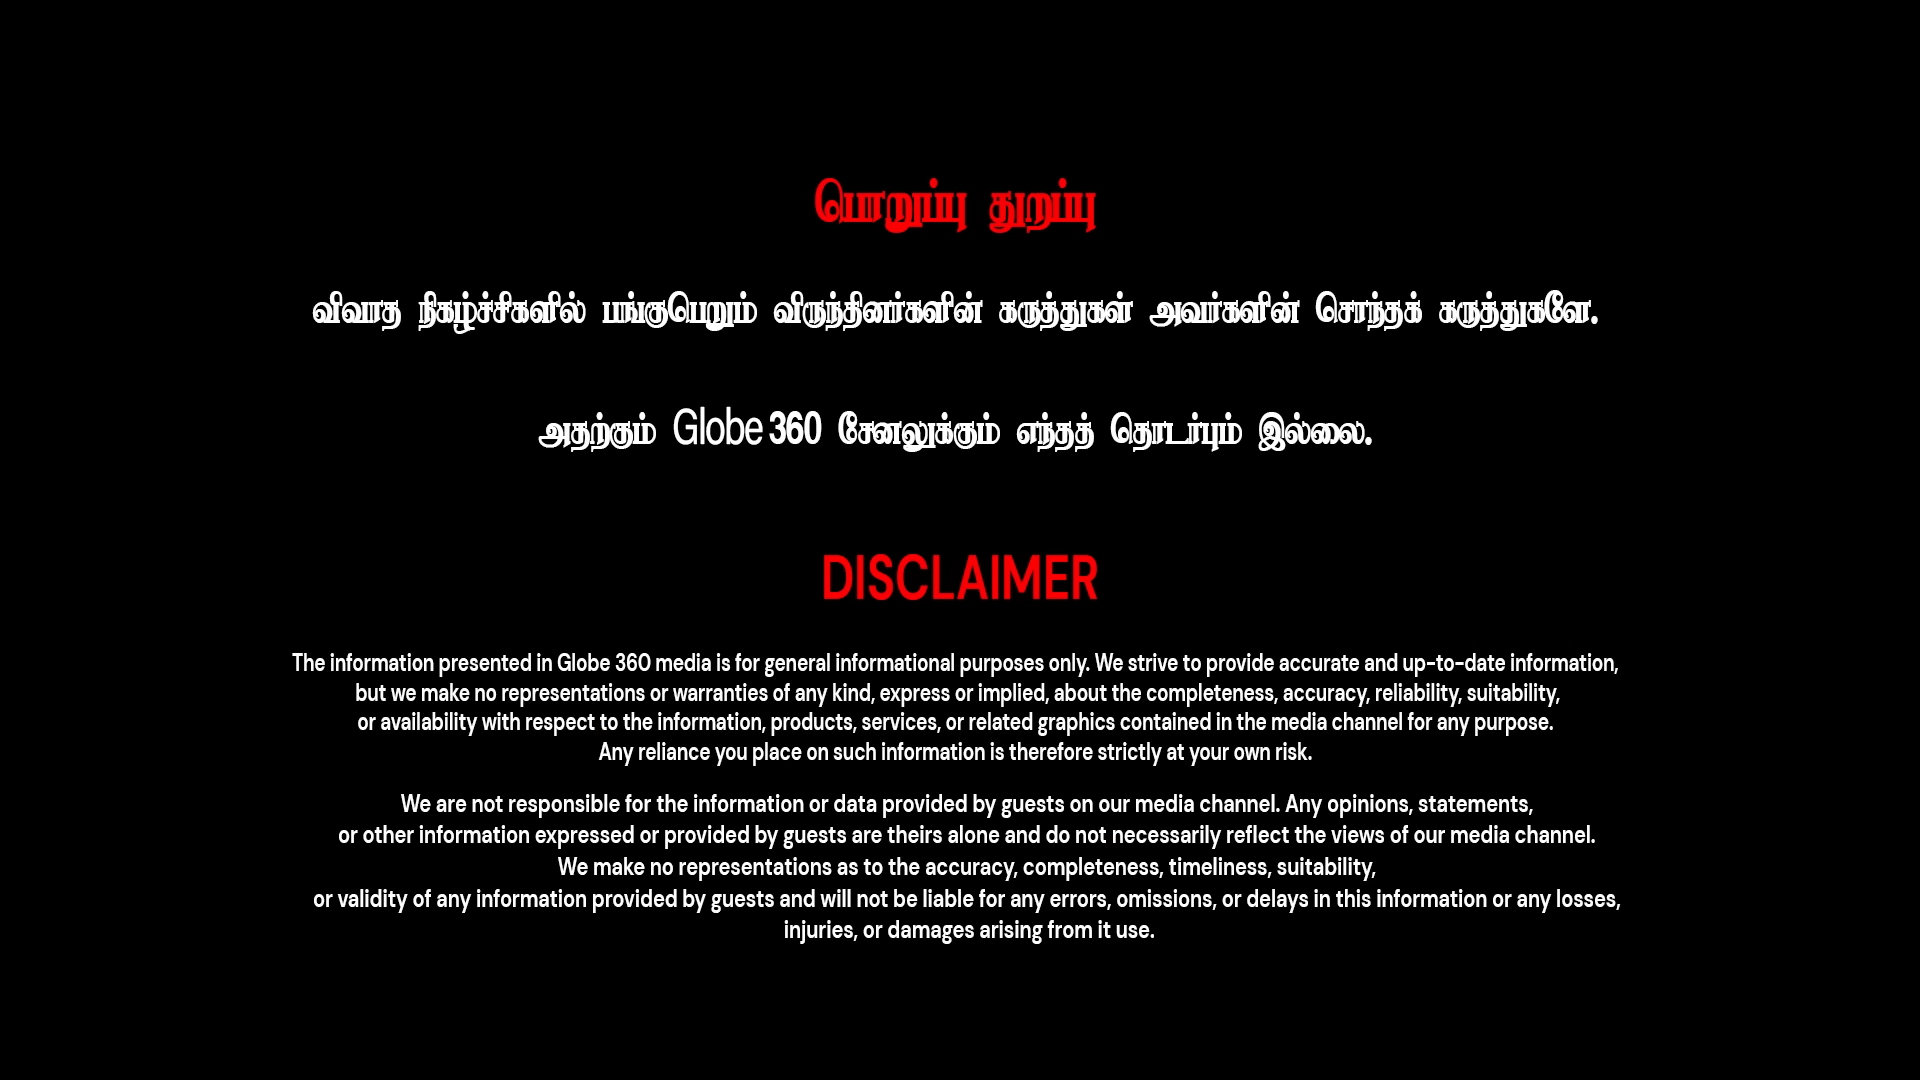 பொறுப்பு துறப்பு
விவாத நிகழ்ச்சிகளில் பங்குபெறும் விருந்தினர்களின் கருத்துகள் அவர்களின் சொந்தக் கருத்துகளே.
அதற்கும் Globe 360 சேனலுக்கும் எந்தத் தொடர்பும் இல்லை.
DISCLAIMER
The information presented in Globe 360 media is for general informational purposes only. We strive to provide accurate and up-to-date information,
but we make no representations or warranties of any kind, express or implied, about the completeness, accuracy, reliability, suitability,
or availability with respect to the information, products, services, or related graphics contained in the media channel for any purpose.
Any reliance you place on such information is therefore strictly at your own risk.
We are not responsible for the information or data provided by guests on our media channel. Any opinions, statements,
or other information expressed or provided by guests are theirs alone and do not necessarily reflect the views of our media channel.
We make no representations as to the accuracy, completeness, timeliness, suitability,
or validity of any information provided by guests and will not be liable for any errors, omissions, or delays in this information or any losses,
injuries, or damages arising from it use.